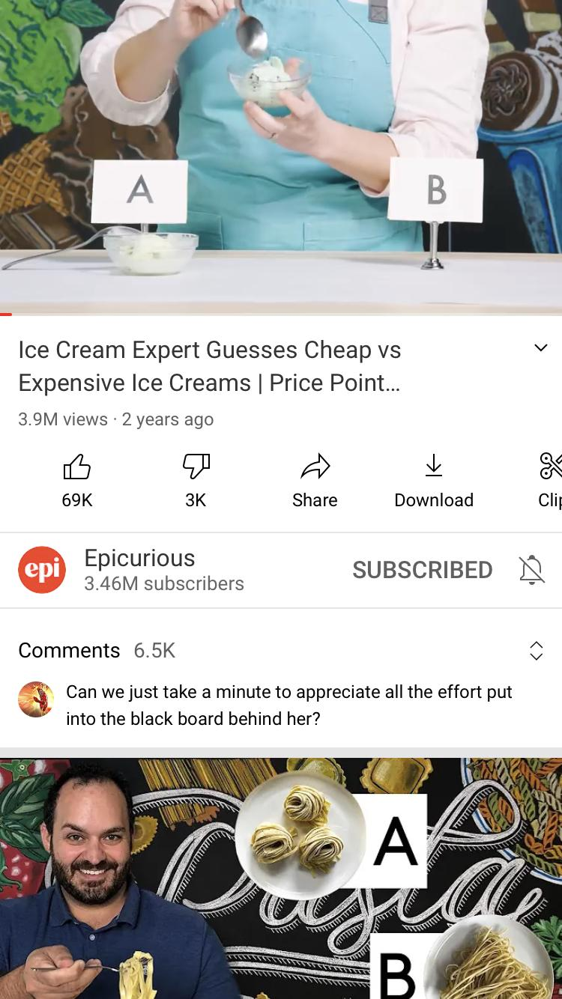 A
B
Ice Cream Expert Guesses Cheap vs
Expensive Ice Creams | Price Point...
3.9M views · 2 years ago
69K
3K
Share
Download
Clip
epi
Epicurious
3.46M subscribers
SUBSCRIBED
Comments 6.5K
Can we just take a minute to appreciate all the effort put
into the black board behind her?
A
Pasta
B